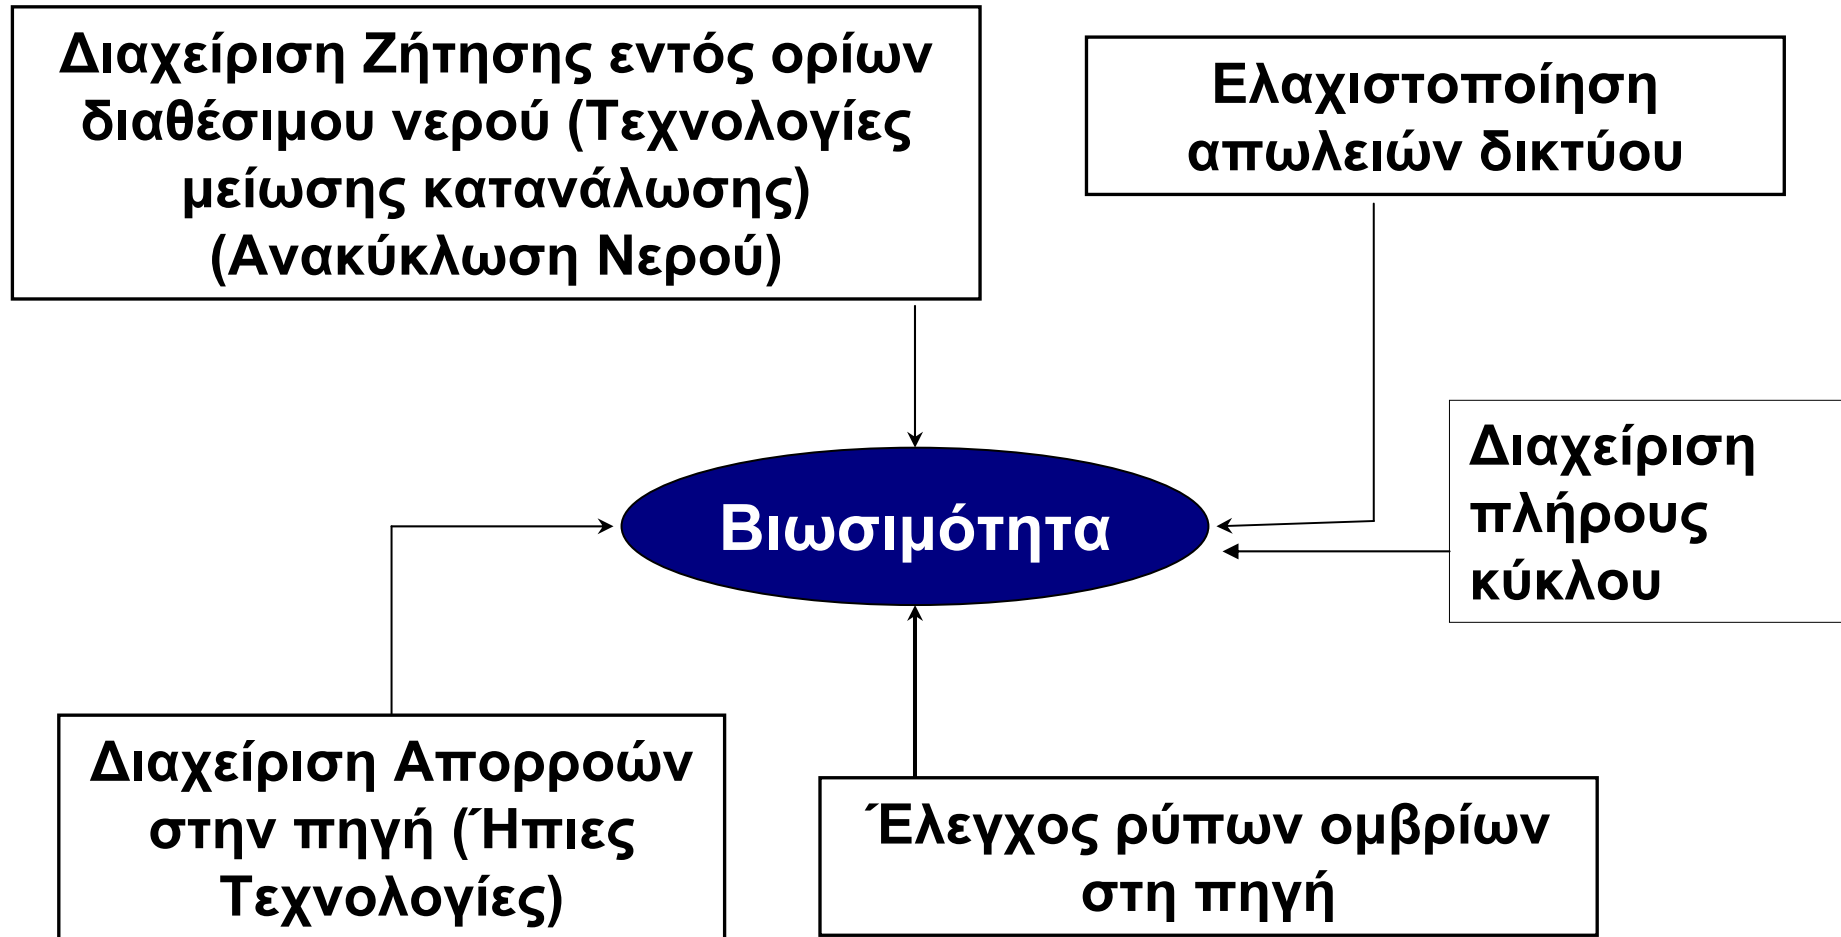 Διαχείριση Ζήτησης εντός ορίων
διαθέσιμου νερού (Τεχνολογίες
μείωσης κατανάλωσης)
(Ανακύκλωση Νερού)
Ελαχιστοποίηση
απωλειών δικτύου
Διαχείριση
πλήρους
κύκλου
Βιωσιμότητα
Διαχείριση Απορροών
στην πηγή (Ήπιες
Τεχνολογίες)
Έλεγχος ρύπων ομβρίων
στη πηγή